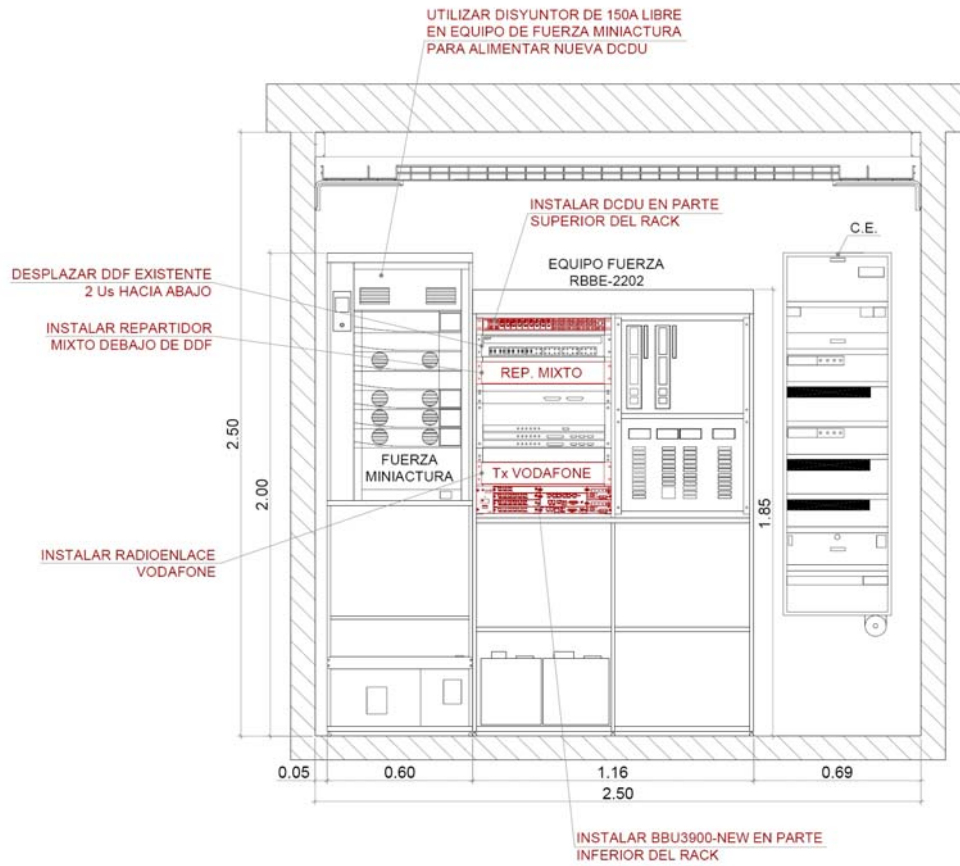 UTILIZAR DISYUNTOR DE 150A LIBRE
EN EQUIPO DE FUERZA MINIACTURA
PARA ALIMENTAR NUEVA DCDU
INSTALAR DCDU EN PARTE
SUPERIOR DEL RACK
C.E.
EQUIPO FUERZA
RBBE-2202
DESPLAZAR DDF EXISTENTE
2 Us HACIA ABAJO
INSTALAR REPARTIDOR
MIXTO DEBAJO DE DDF
REP. MIXTO
2.50
2.00
FUERZA
MINIACTURA
Tx VODAFONE
1.85
INSTALAR RADIOENLACE
VODAFONE
0.05
0.60
1.16
0.69
2.50
INSTALAR BBU3900-NEW EN PARTE
INFERIOR DEL RACK